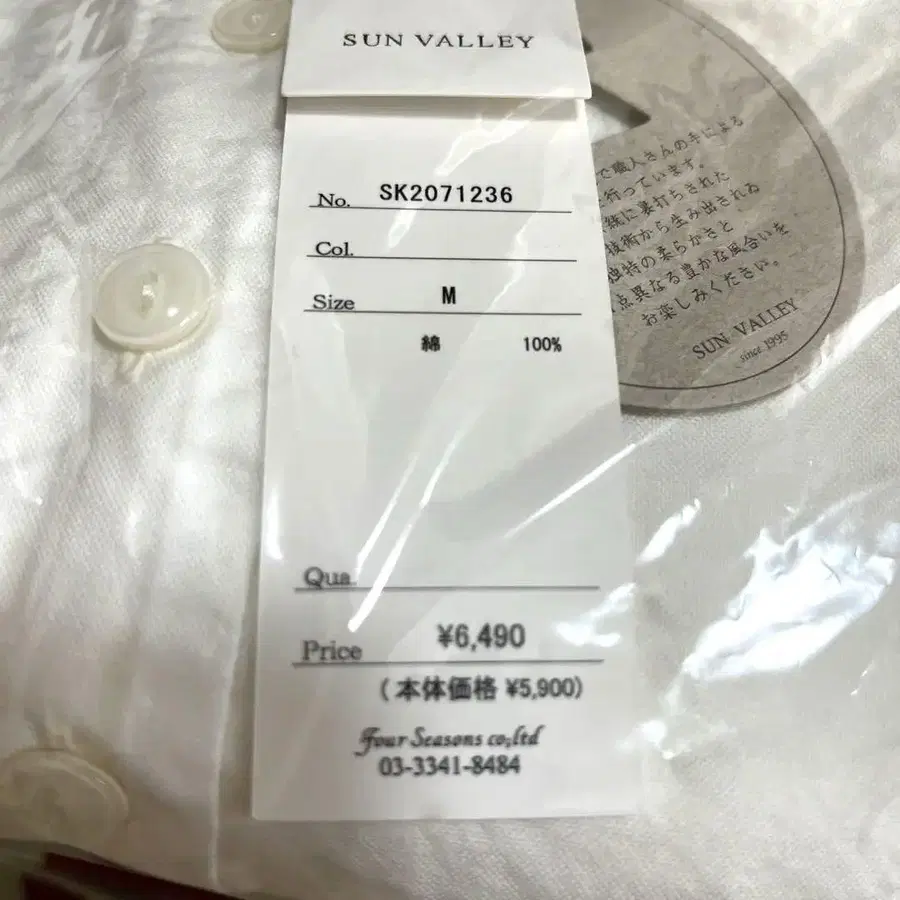 SUN VALLEY
No. SK2071236
Col.
Size M
綿 100%
Qua.
Price ¥6,490
(本体価格 ¥5,900)
Four Seasons co,ltd
03-3341-8484
で職人さんの手による
行っています。
裏打ちされた
技術から生み出される
独特の柔らかさと
点異なる豊かな風合いを
お楽しみください。
SUN VALLEY
since 1995